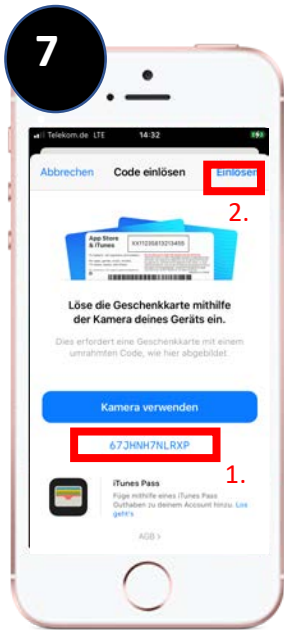 7
Telekom.de LTE 14:32
Abbrechen Code einlösen Einlösen
2.
App Store
& iTunes
XX11235813213455
Löse die Geschenkkarte mithilfe
der Kamera deines Geräts ein.
Dies erfordert eine Geschenkkarte mit einem
umrahmten Code, wie hier abgebildet.
Kamera verwenden
67JHNH7NLRXP
1.
iTunes Pass
Füge mithilfe eines iTunes Pass
Guthaben zu deinem Account hinzu. Los
geht's
AGB >